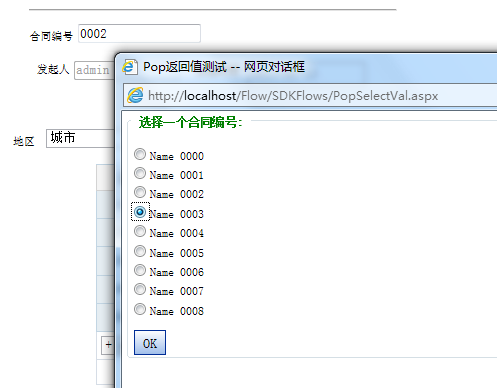 合同编号 0002
发起人 admin
地区 城市
+
Pop返回值测试 -- 网页对话框
http://localhost/Flow/SDKFlows/PopSelectVal.aspx
选择一个合同编号:
Name 0000
Name 0001
Name 0002
Name 0003
Name 0004
Name 0005
Name 0006
Name 0007
Name 0008
OK